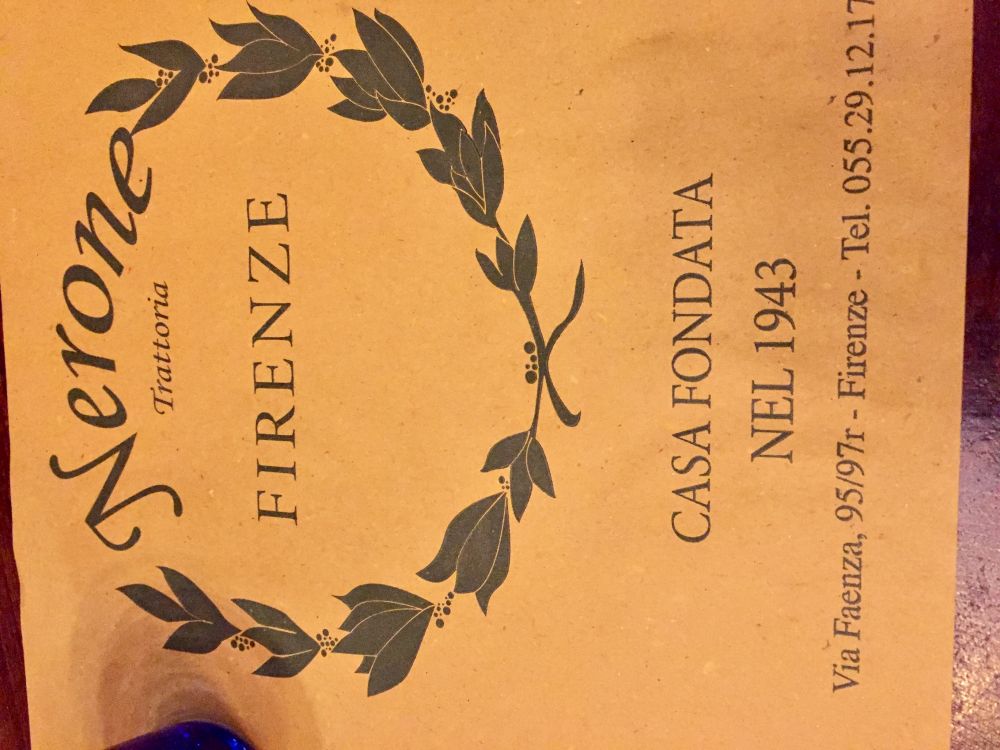 Nerone
Trattoria
FIRENZE
CASA FONDATA
NEL 1943
Via Faenza, 95/97r - Firenze - Tel. 055.29.12.17